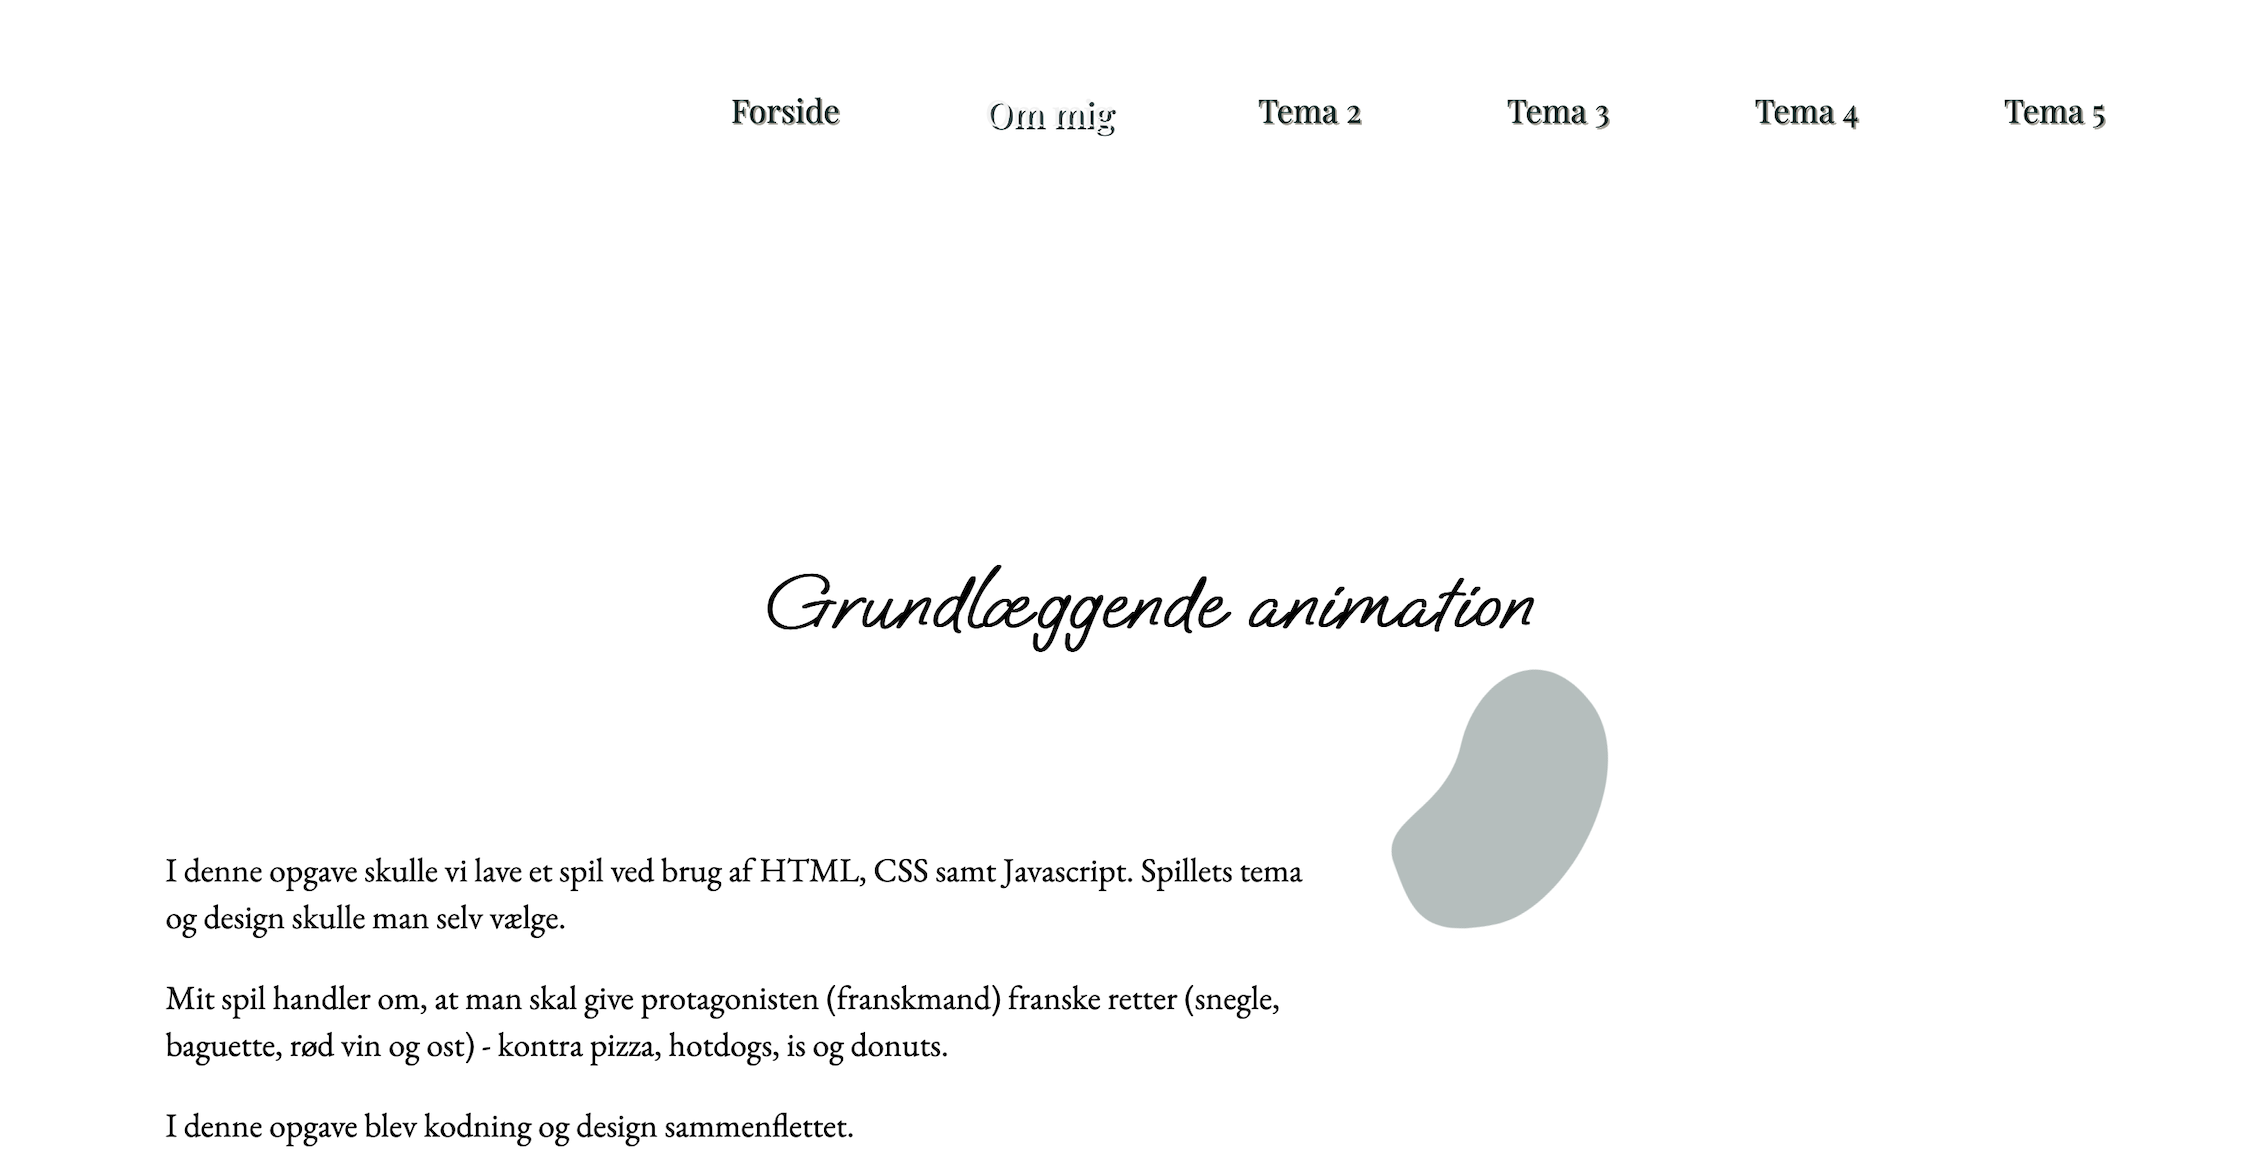 Forside Om mig Tema 2 Tema 3 Tema 4 Tema 5
Grundlæggende animation
I denne opgave skulle vi lave et spil ved brug af HTML, CSS samt Javascript. Spillets tema
og design skulle man selv vælge.
Mit spil handler om, at man skal give protagonisten (franskmand) franske retter (snegle,
baguette, rød vin og ost) - kontra pizza, hotdogs, is og donuts.
I denne opgave blev kodning og design sammenflettet.